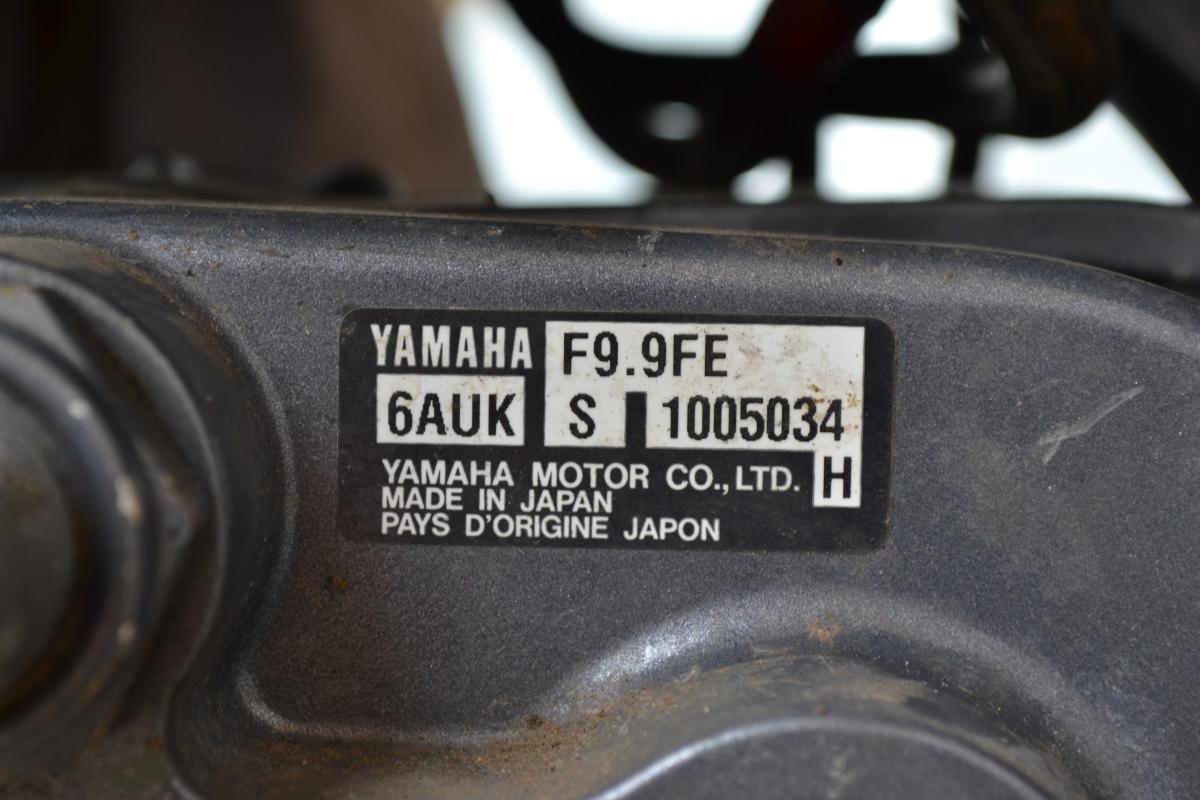 YAMAHA F9.9FE
6AUK S 1005034
YAMAHA MOTOR CO., LTD. H
MADE IN JAPAN
PAYS D'ORIGINE JAPON